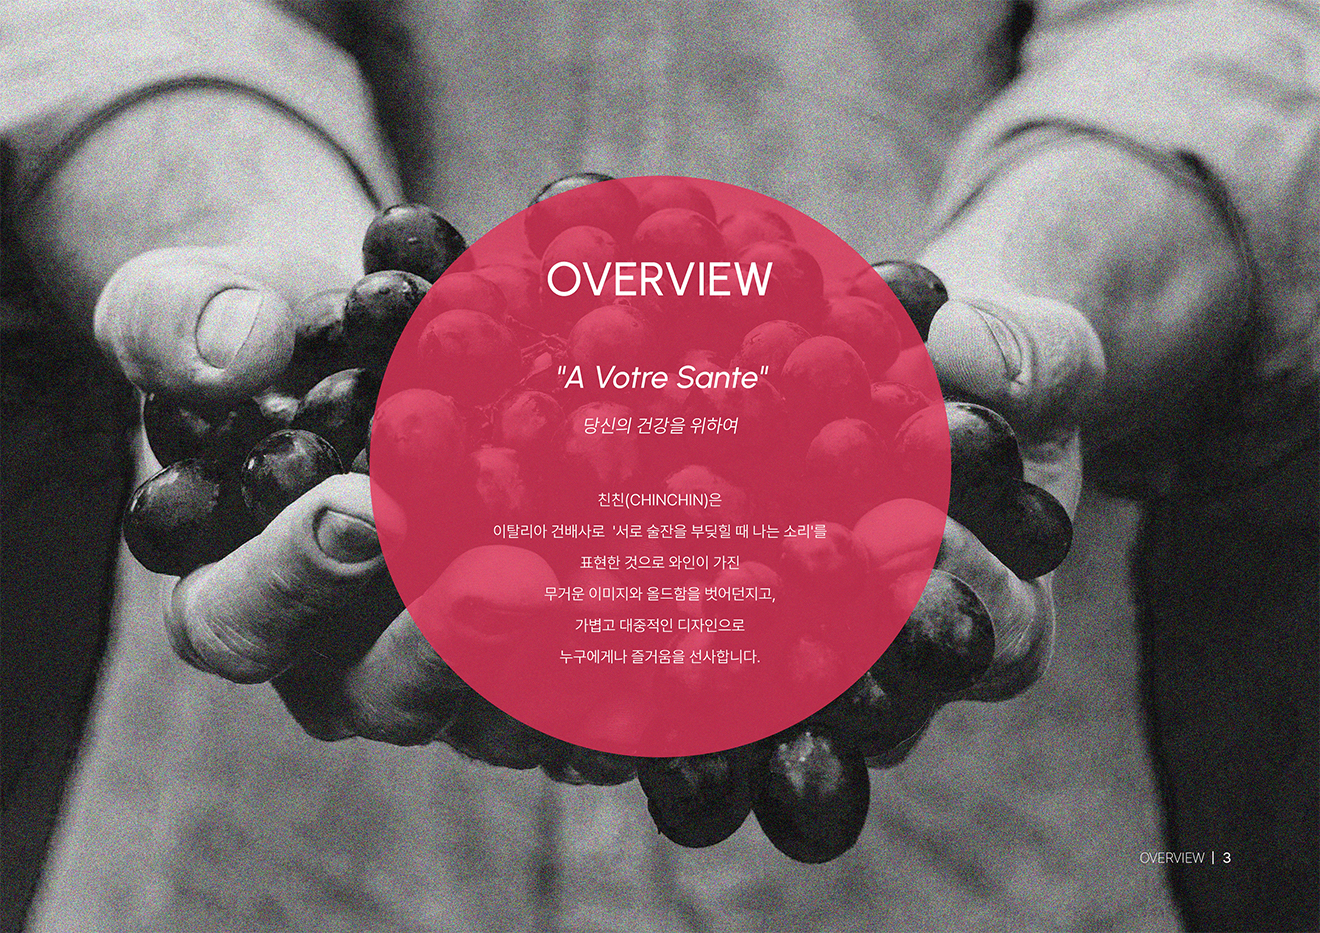 OVERVIEW
"A Votre Sante"
당신의 건강을 위하여
친친(CHINCHIN)은
이탈리아 건배사로 '서로 술잔을 부딪힐 때 나는 소리'를
표현한 것으로 와인이 가진
무거운 이미지와 올드함을 벗어던지고,
가볍고 대중적인 디자인으로
누구에게나 즐거움을 선사합니다.
OVERVIEW | 3